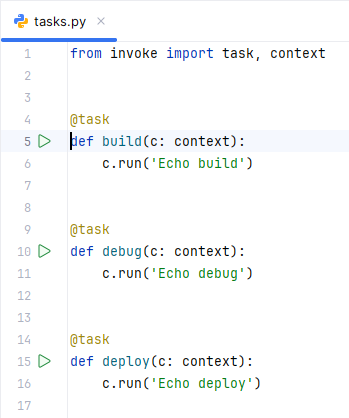 tasks.py
1 from invoke import task, context
2
3
4 @task
5 def build(c: context):
6     c.run('Echo build')
7
8
9 @task
10 def debug(c: context):
11     c.run('Echo debug')
12
13
14 @task
15 def deploy(c: context):
16     c.run('Echo deploy')
17